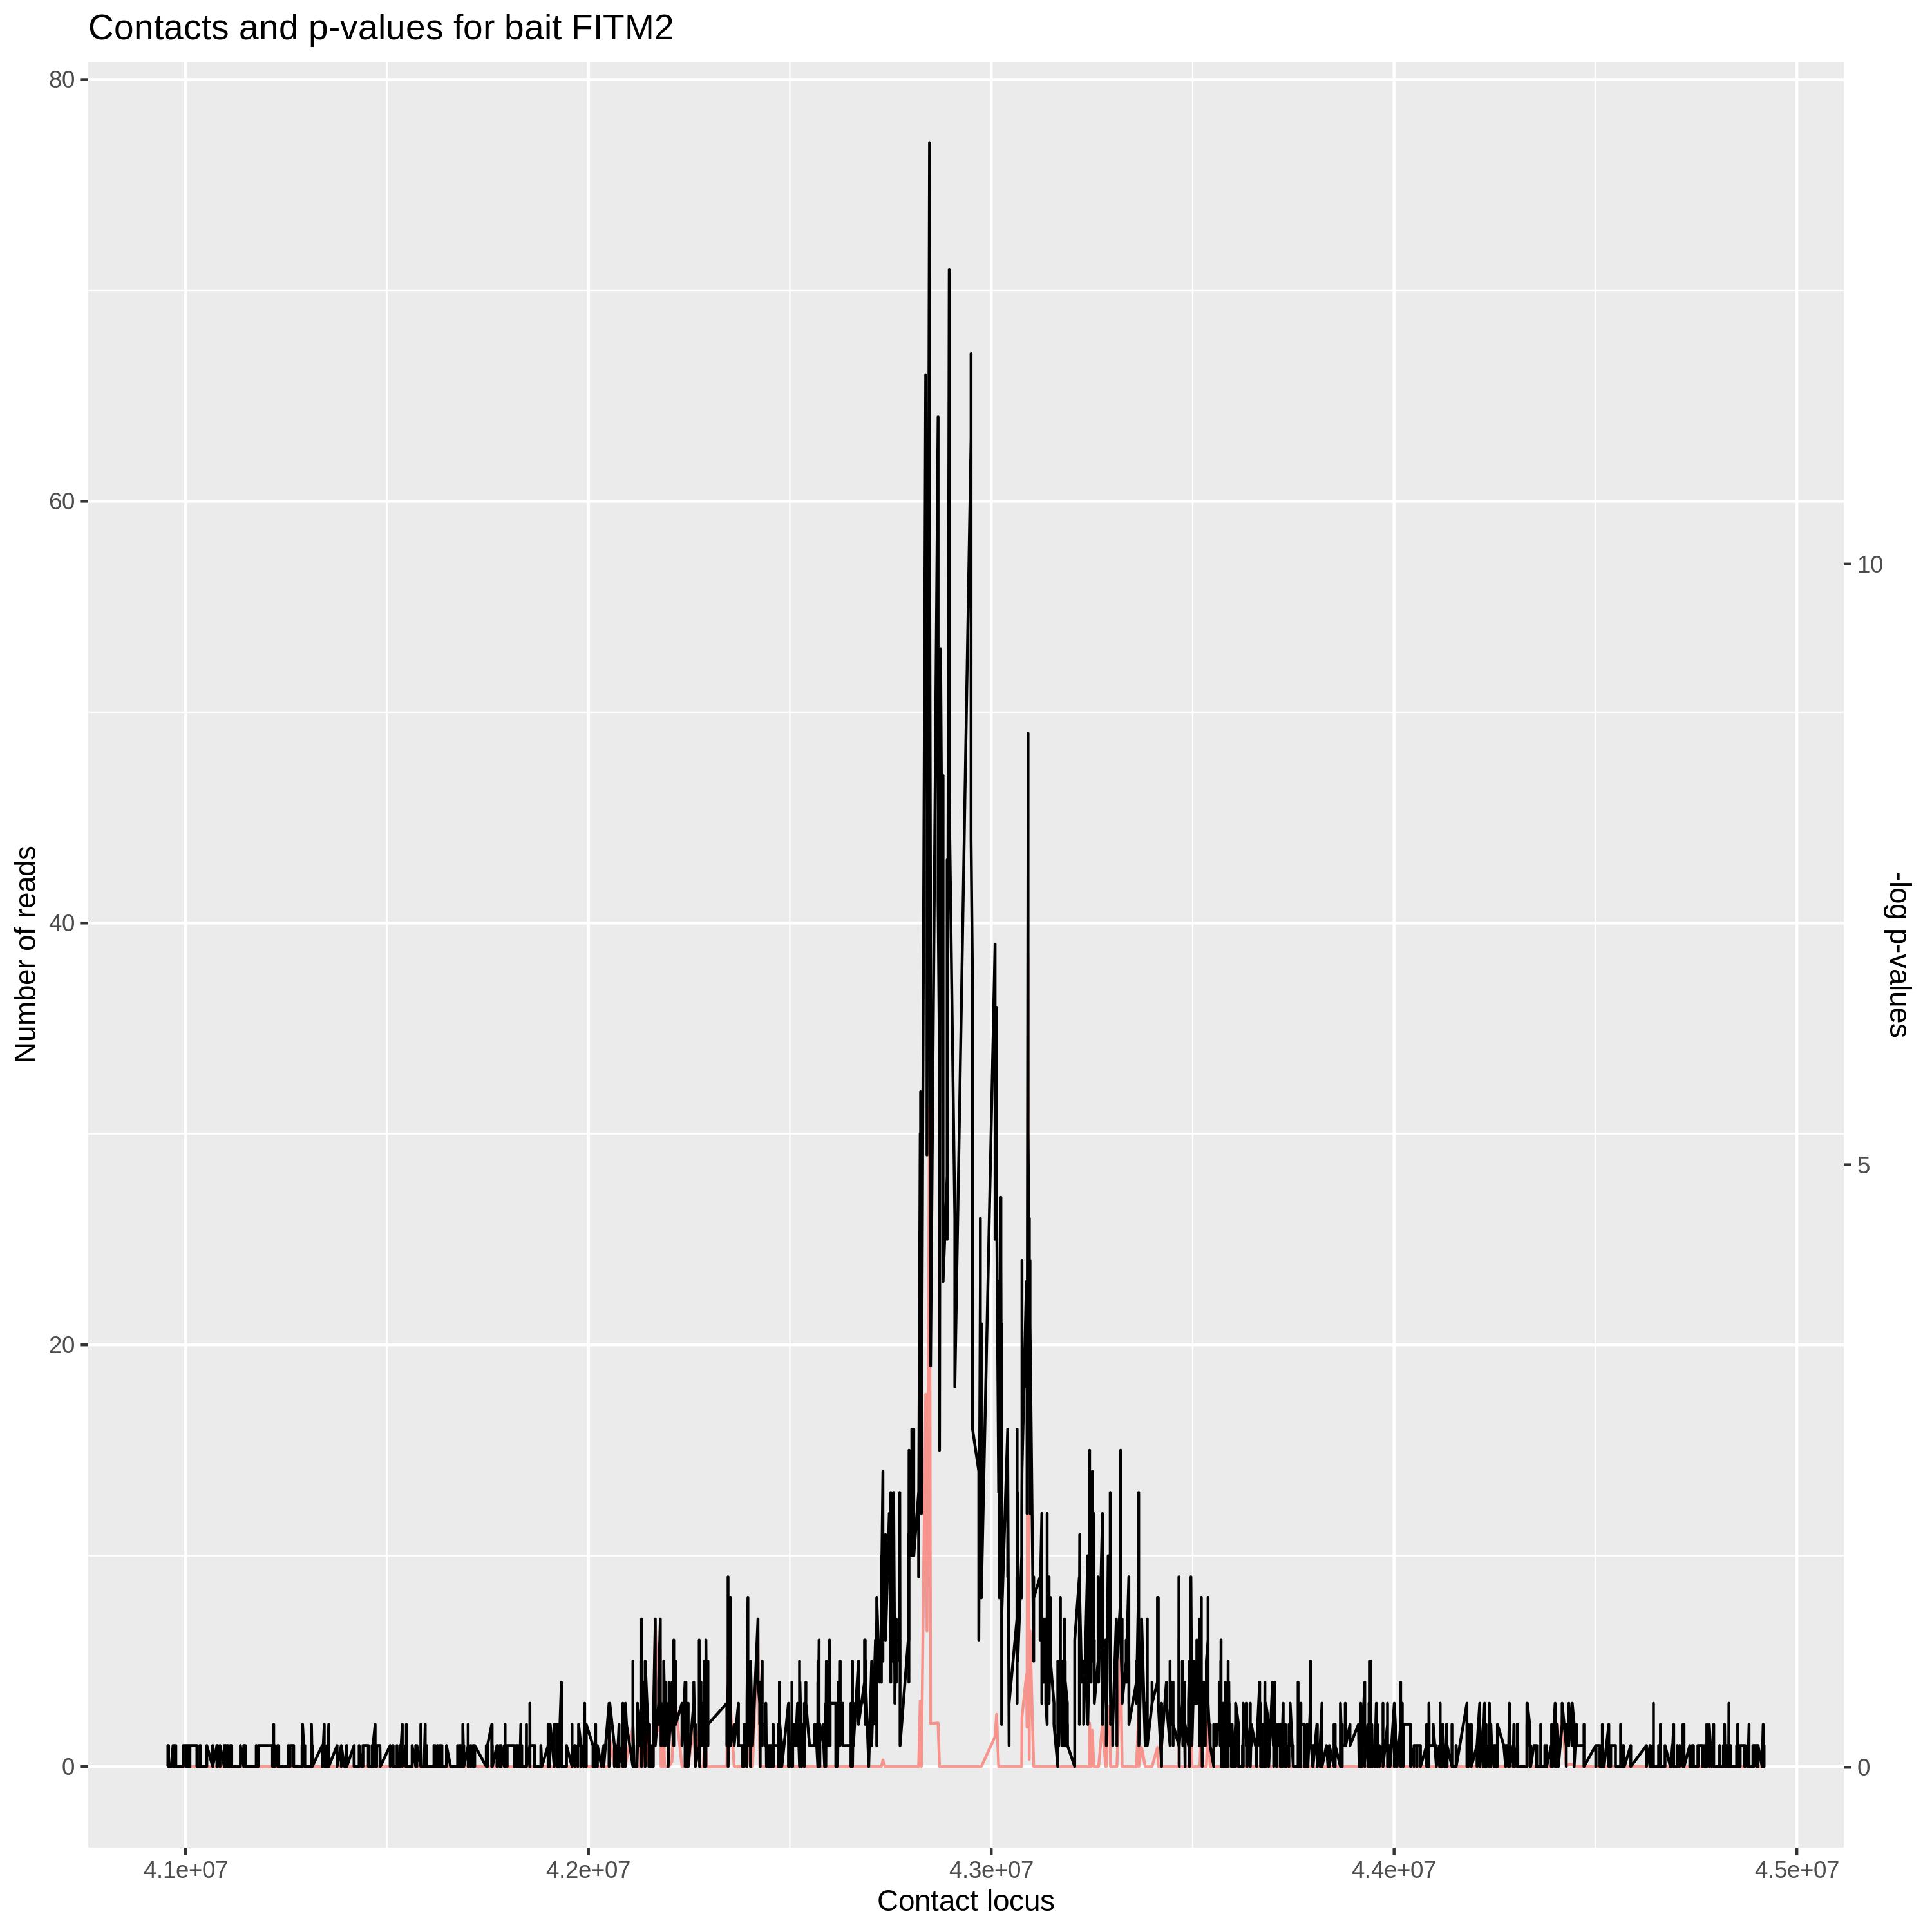 Contacts and p-values for bait FITM2
80
60
40
20
0
Number of reads
10
5
0
-log p-values
4.1e+07
4.2e+07
4.3e+07
4.4e+07
4.5e+07
Contact locus